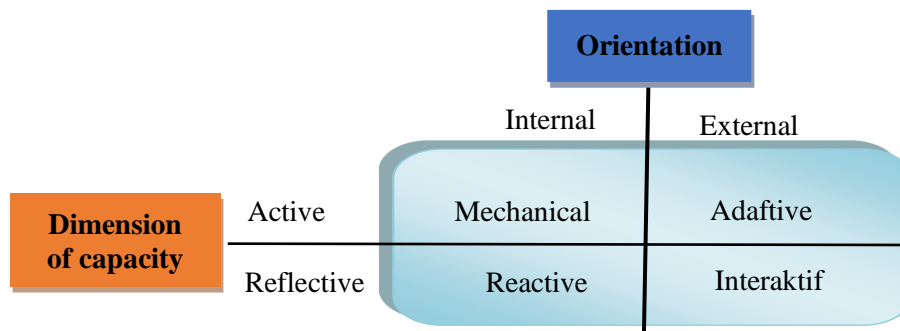 Orientation
Internal External
Dimension
of capacity
Active Mechanical Adaftive
Reflective Reactive Interaktif